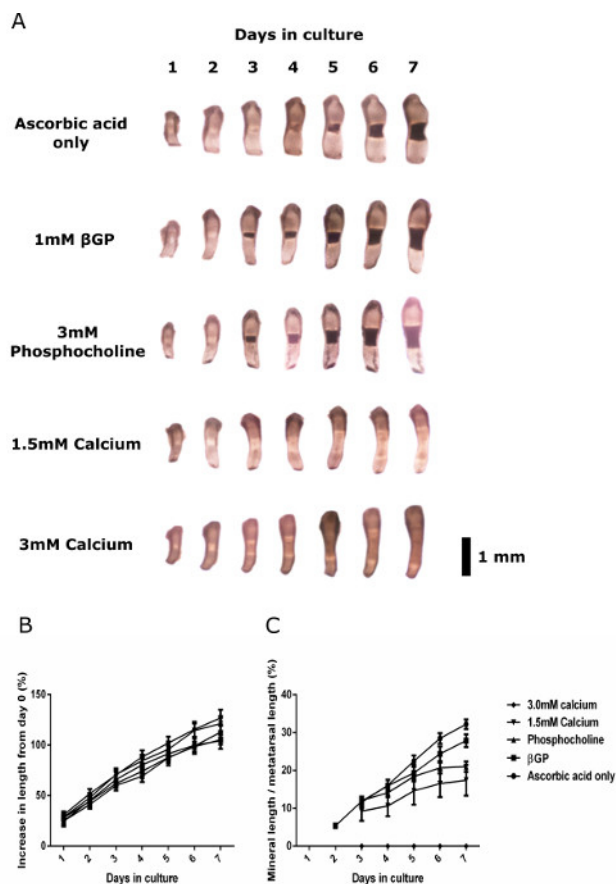 A
Days in culture
1 2 3 4 5 6 7
Ascorbic acid
only
1mM βGP
3mM
Phosphocholine
1.5mM Calcium
3mM Calcium
1 mm
B
Increase in length from day 0 (%)
150
100
50
0
1 2 3 4 5 6 7
Days in culture
C
Mineral length / metatarsal length (%)
40
30
20
10
0
1 2 3 4 5 6 7
Days in culture
3.0mM calcium
1.5mM Calcium
Phosphocholine
βGP
Ascorbic acid only